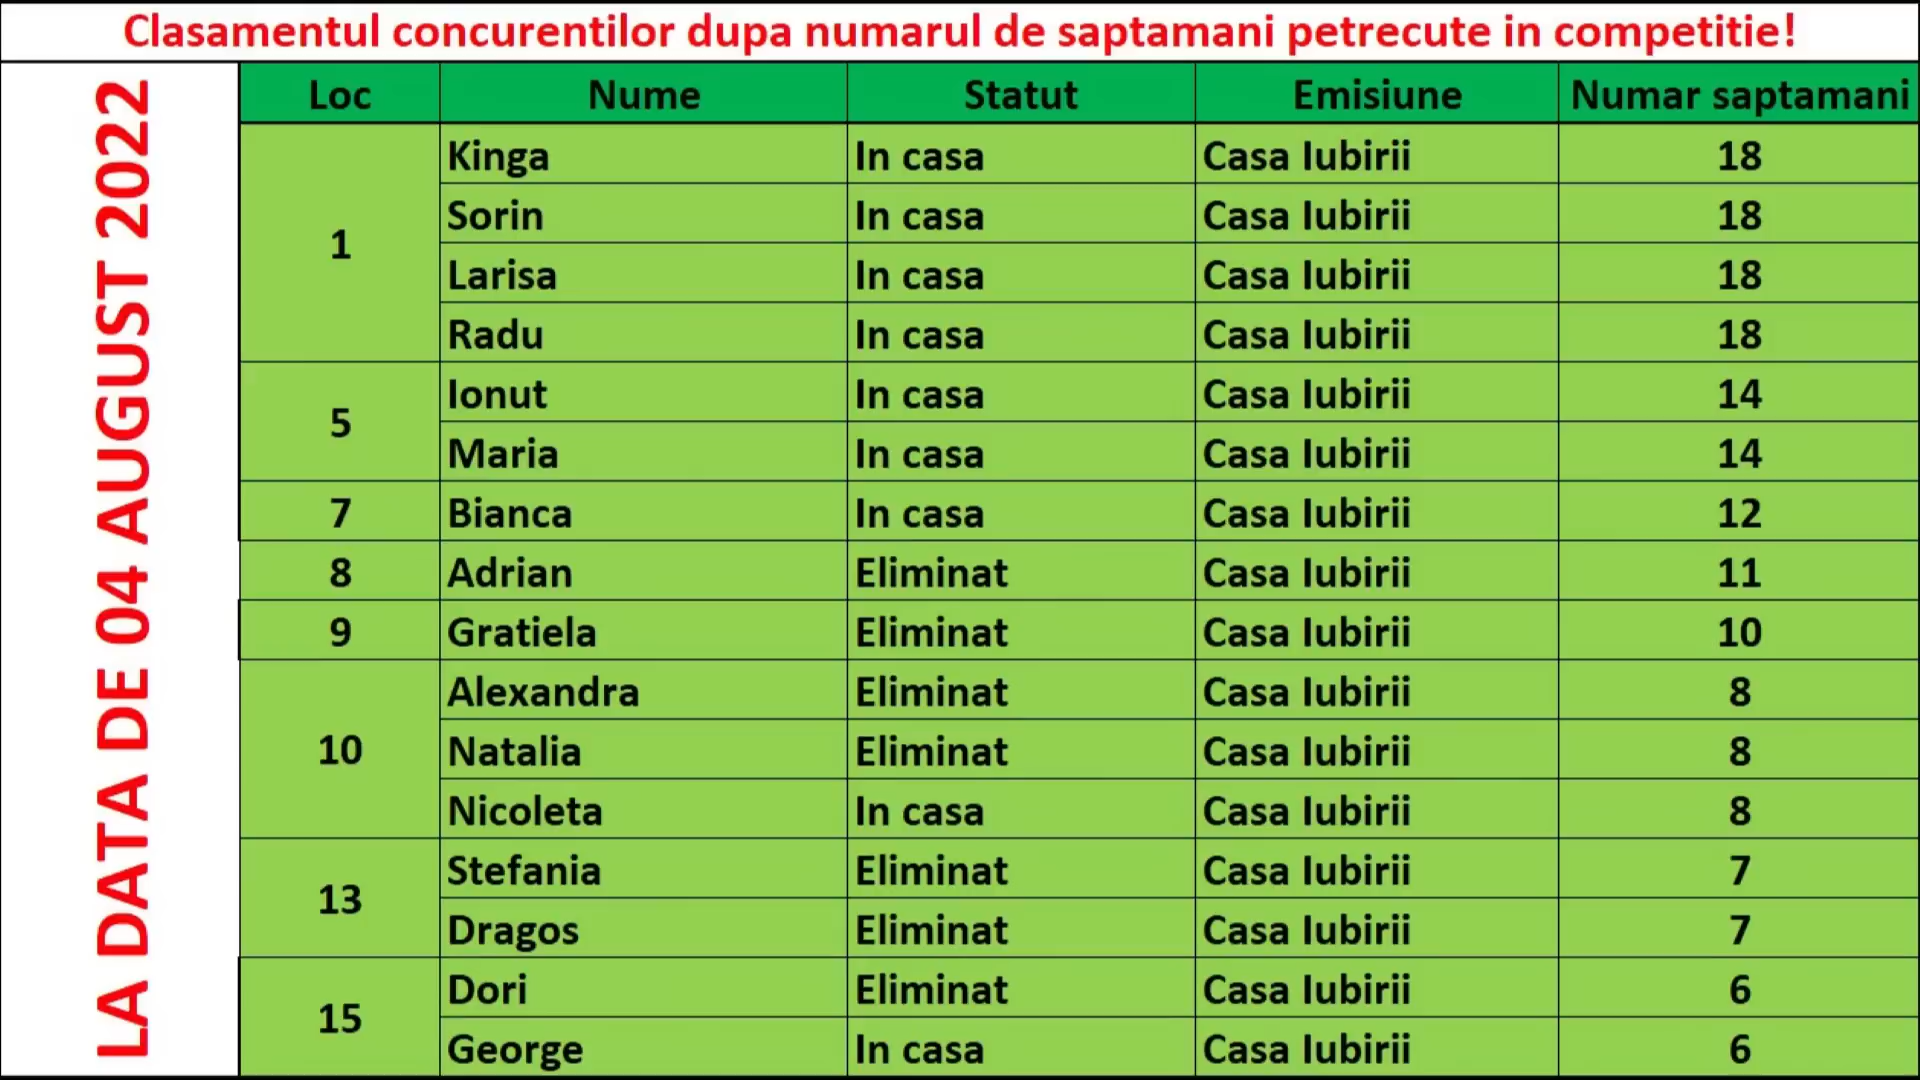 Clasamentul concurentilor dupa numarul de saptamani petrecute in competitie!
LA DATA DE 04 AUGUST 2022
Loc Nume Statut Emisiune Numar saptamani
1 Kinga In casa Casa Iubirii 18
Sorin In casa Casa Iubirii 18
Larisa In casa Casa Iubirii 18
Radu In casa Casa Iubirii 18
5 Ionut In casa Casa Iubirii 14
Maria In casa Casa Iubirii 14
7 Bianca In casa Casa Iubirii 12
8 Adrian Eliminat Casa Iubirii 11
9 Gratiela Eliminat Casa Iubirii 10
10 Alexandra Eliminat Casa Iubirii 8
Natalia Eliminat Casa Iubirii 8
Nicoleta In casa Casa Iubirii 8
13 Stefania Eliminat Casa Iubirii 7
Dragos Eliminat Casa Iubirii 7
15 Dori Eliminat Casa Iubirii 6
George In casa Casa Iubirii 6